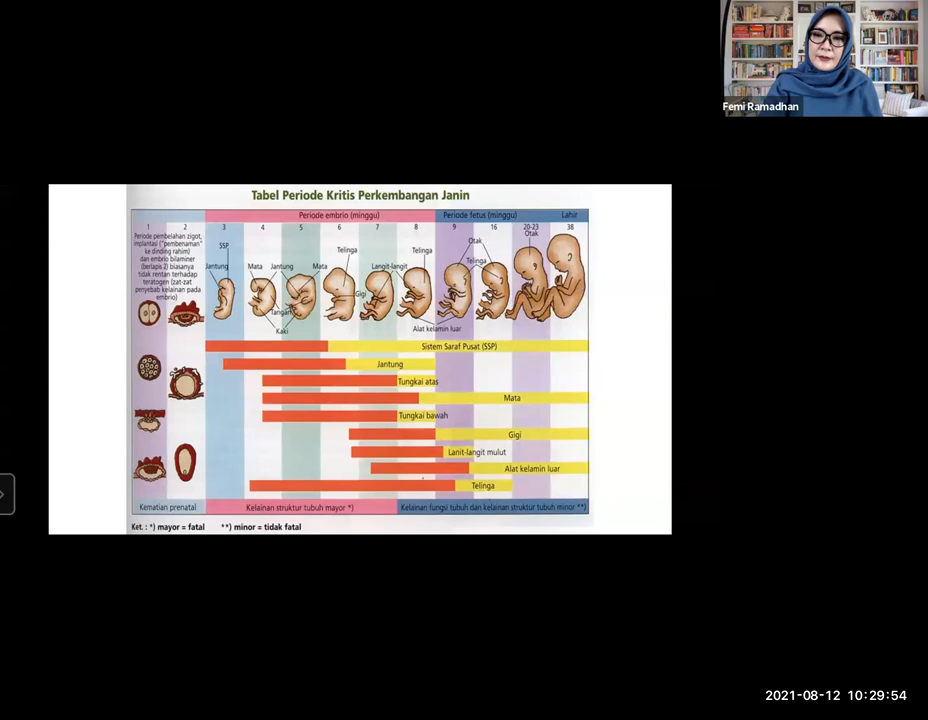 Femi Ramadhan
Tabel Periode Kritis Perkembangan Janin
Periode embrio (minggu) Periode fetus (minggu) Lahir
1 2 3 4 5 6 7 8 9 16 20-23 38
Periode pembelahan zigot,
implantasi ("pembenaman"
ke dinding rahim)
dan embrio bilaminer
(berlapis 2) biasanya
tidak rentan terhadap
teratogen (zat-zat
penyebab kelainan pada
embrio)
SSP
Jantung
Mata
Jantung
Mata
Tangan
Kaki
Telinga
Gigi
Langit-langit
Telinga
Alat kelamin luar
Otak
Telinga
Otak
Sistem Saraf Pusat (SSP)
Jantung
Tungkai atas
Mata
Tungkai bawah
Gigi
Lanit-langit mulut
Alat kelamin luar
Telinga
Kematian prenatal Kelainan struktur tubuh mayor *) Kelainan fungsi tubuh dan kelainan struktur tubuh minor **)
Ket. : *) mayor = fatal **) minor = tidak fatal
2021-08-12 10:29:54